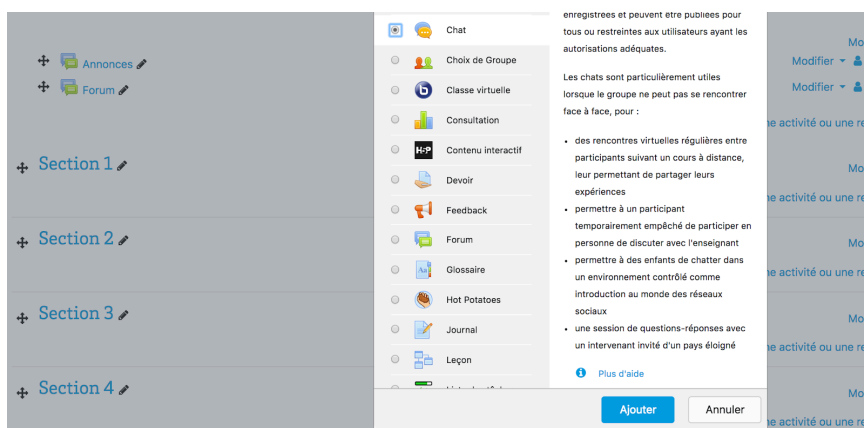 Annonces
Forum
Section 1
Section 2
Section 3
Section 4
Chat
Choix de Groupe
Classe virtuelle
Consultation
H-P
Contenu interactif
Devoir
Feedback
Forum
Aa
Glossaire
Hot Potatoes
Journal
Leçon
enregistrées et peuvent être publiées pour
tous ou restreintes aux utilisateurs ayant les
autorisations adéquates.
Les chats sont particulièrement utiles
lorsque le groupe ne peut pas se rencontrer
face à face, pour :
• des rencontres virtuelles régulières entre
participants suivant un cours à distance,
leur permettant de partager leurs
expériences
• permettre à un participant
temporairement empêché de participer en
personne de discuter avec l'enseignant
• permettre à des enfants de chatter dans
un environnement contrôlé comme
introduction au monde des réseaux
sociaux
• une session de questions-réponses avec
un intervenant invité d'un pays éloigné
Plus d'aide
Ajouter
Annuler
Mo
Modifier
Modifier
ne activité ou une re
Mo
ne activité ou une re
Mo
ne activité ou une re
Mo
ne activité ou une re
Mo
ne activité ou une re